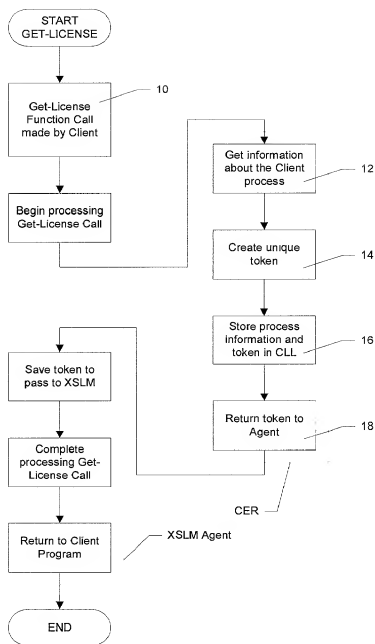 START
GET-LICENSE
10
Get-License
Function Call
made by Client
Begin processing
Get-License Call
Get information
about the Client
process
12
Create unique
token
14
Store process
information and
token in CLL
16
Return token to
Agent
18
CER
Save token to
pass to XSLM
Complete
processing Get-
License Call
Return to Client
Program
XSLM Agent
END